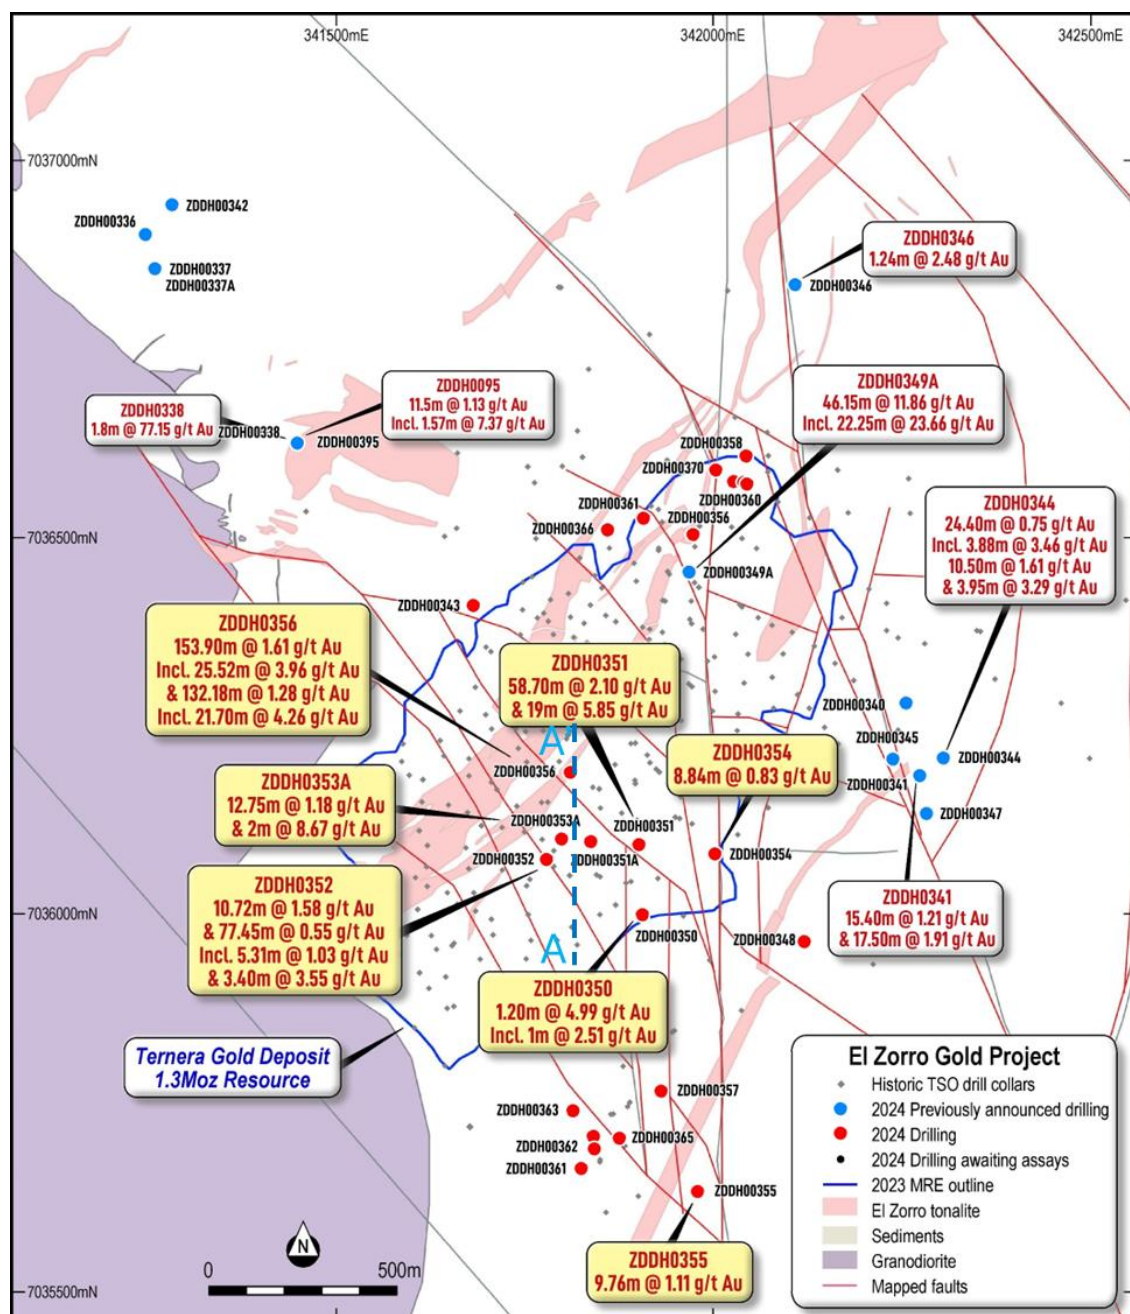 341500mE
342000mE
342500mE
7037000mN
ZDDH00342
ZDDH00336
ZDDH00337
ZDDH00337A
ZDDH0346
1.24m @ 2.48 g/t Au
ZDDH00346
ZDDH0338
1.8m @ 77.15 g/t Au
ZDDH00338
ZDDH0095
11.5m @ 1.13 g/t Au
Incl. 1.57m @ 7.37 g/t Au
ZDDH00395
ZDDH0349A
46.15m @ 11.86 g/t Au
Incl. 22.25m @ 23.66 g/t Au
ZDDH00358
ZDDH00370
ZDDH00360
ZDDH00361
ZDDH00356
ZDDH00366
7036500mN
ZDDH00349A
ZDDH0344
24.40m @ 0.75 g/t Au
Incl. 3.88m @ 3.46 g/t Au
10.50m @ 1.61 g/t Au
& 3.95m @ 3.29 g/t Au
ZDDH00343
ZDDH0356
153.90m @ 1.61 g/t Au
Incl. 25.52m @ 3.96 g/t Au
& 132.18m @ 1.28 g/t Au
Incl. 21.70m @ 4.26 g/t Au
ZDDH0351
58.70m @ 2.10 g/t Au
& 19m @ 5.85 g/t Au
ZDDH00340
ZDDH00345
ZDDH00344
ZDDH00341
ZDDH00347
A'
ZDDH00356
ZDDH0354
8.84m @ 0.83 g/t Au
ZDDH0353A
12.75m @ 1.18 g/t Au
& 2m @ 8.67 g/t Au
ZDDH00353A
ZDDH00351
ZDDH00352
ZDDH00351A
ZDDH00354
ZDDH0352
10.72m @ 1.58 g/t Au
& 77.45m @ 0.55 g/t Au
Incl. 5.31m @ 1.03 g/t Au
& 3.40m @ 3.55 g/t Au
7036000mN
ZDDH0341
15.40m @ 1.21 g/t Au
& 17.50m @ 1.91 g/t Au
ZDDH00350
ZDDH00348
A
ZDDH0350
1.20m @ 4.99 g/t Au
Incl. 1m @ 2.51 g/t Au
Ternera Gold Deposit
1.3Moz Resource
ZDDH00357
ZDDH00363
ZDDH00365
ZDDH00362
ZDDH00361
ZDDH00355
ZDDH0355
9.76m @ 1.11 g/t Au
N
0
500m
7035500mN
El Zorro Gold Project
Historic TSO drill collars
2024 Previously announced drilling
2024 Drilling
2024 Drilling awaiting assays
2023 MRE outline
El Zorro tonalite
Sediments
Granodiorite
Mapped faults